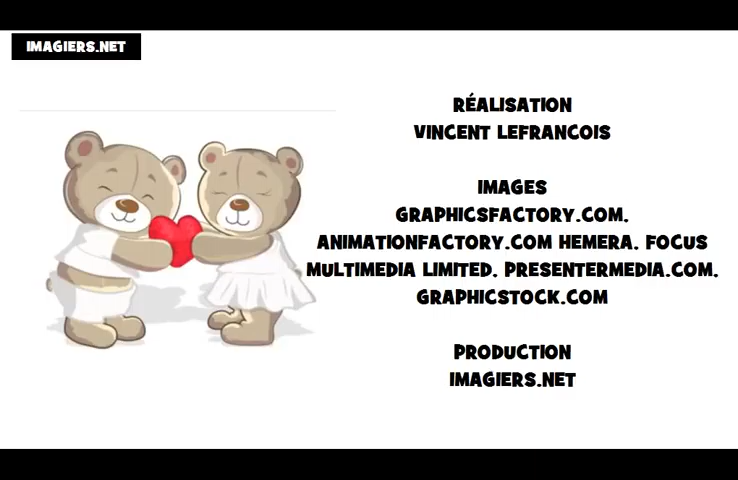 IMAGIERS.NET
RÉALISATION
VINCENT LEFRANCOIS
IMAGES
GRAPHICSFACTORY.COM,
ANIMATIONFACTORY.COM HEMERA, FOCUS
MULTIMEDIA LIMITED, PRESENTERMEDIA.COM,
GRAPHICSTOCK.COM
PRODUCTION
IMAGIERS.NET